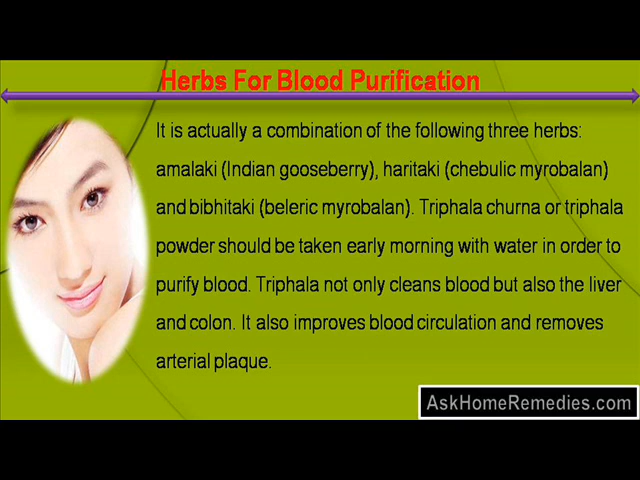 Herbs For Blood Purification
It is actually a combination of the following three herbs:
amalaki (Indian gooseberry), haritaki (chebulic myrobalan)
and bibhitaki (beleric myrobalan). Triphala churna or triphala
powder should be taken early morning with water in order to
purify blood. Triphala not only cleans blood but also the liver
and colon. It also improves blood circulation and removes
arterial plaque.
AskHomeRemedies.com